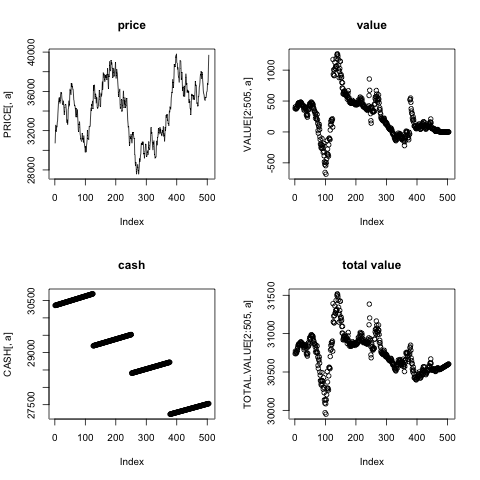 price
PRICE[, a]
40000
36000
32000
28000
0 100 200 300 400 500
Index
value
VALUE[2:505, a]
1000
500
0
-500
0 100 200 300 400 500
Index
cash
CASH[, a]
30500
29000
27500
0 100 200 300 400 500
Index
total value
TOTAL.VALUE[2:505, a]
31500
31000
30500
30000
0 100 200 300 400 500
Index